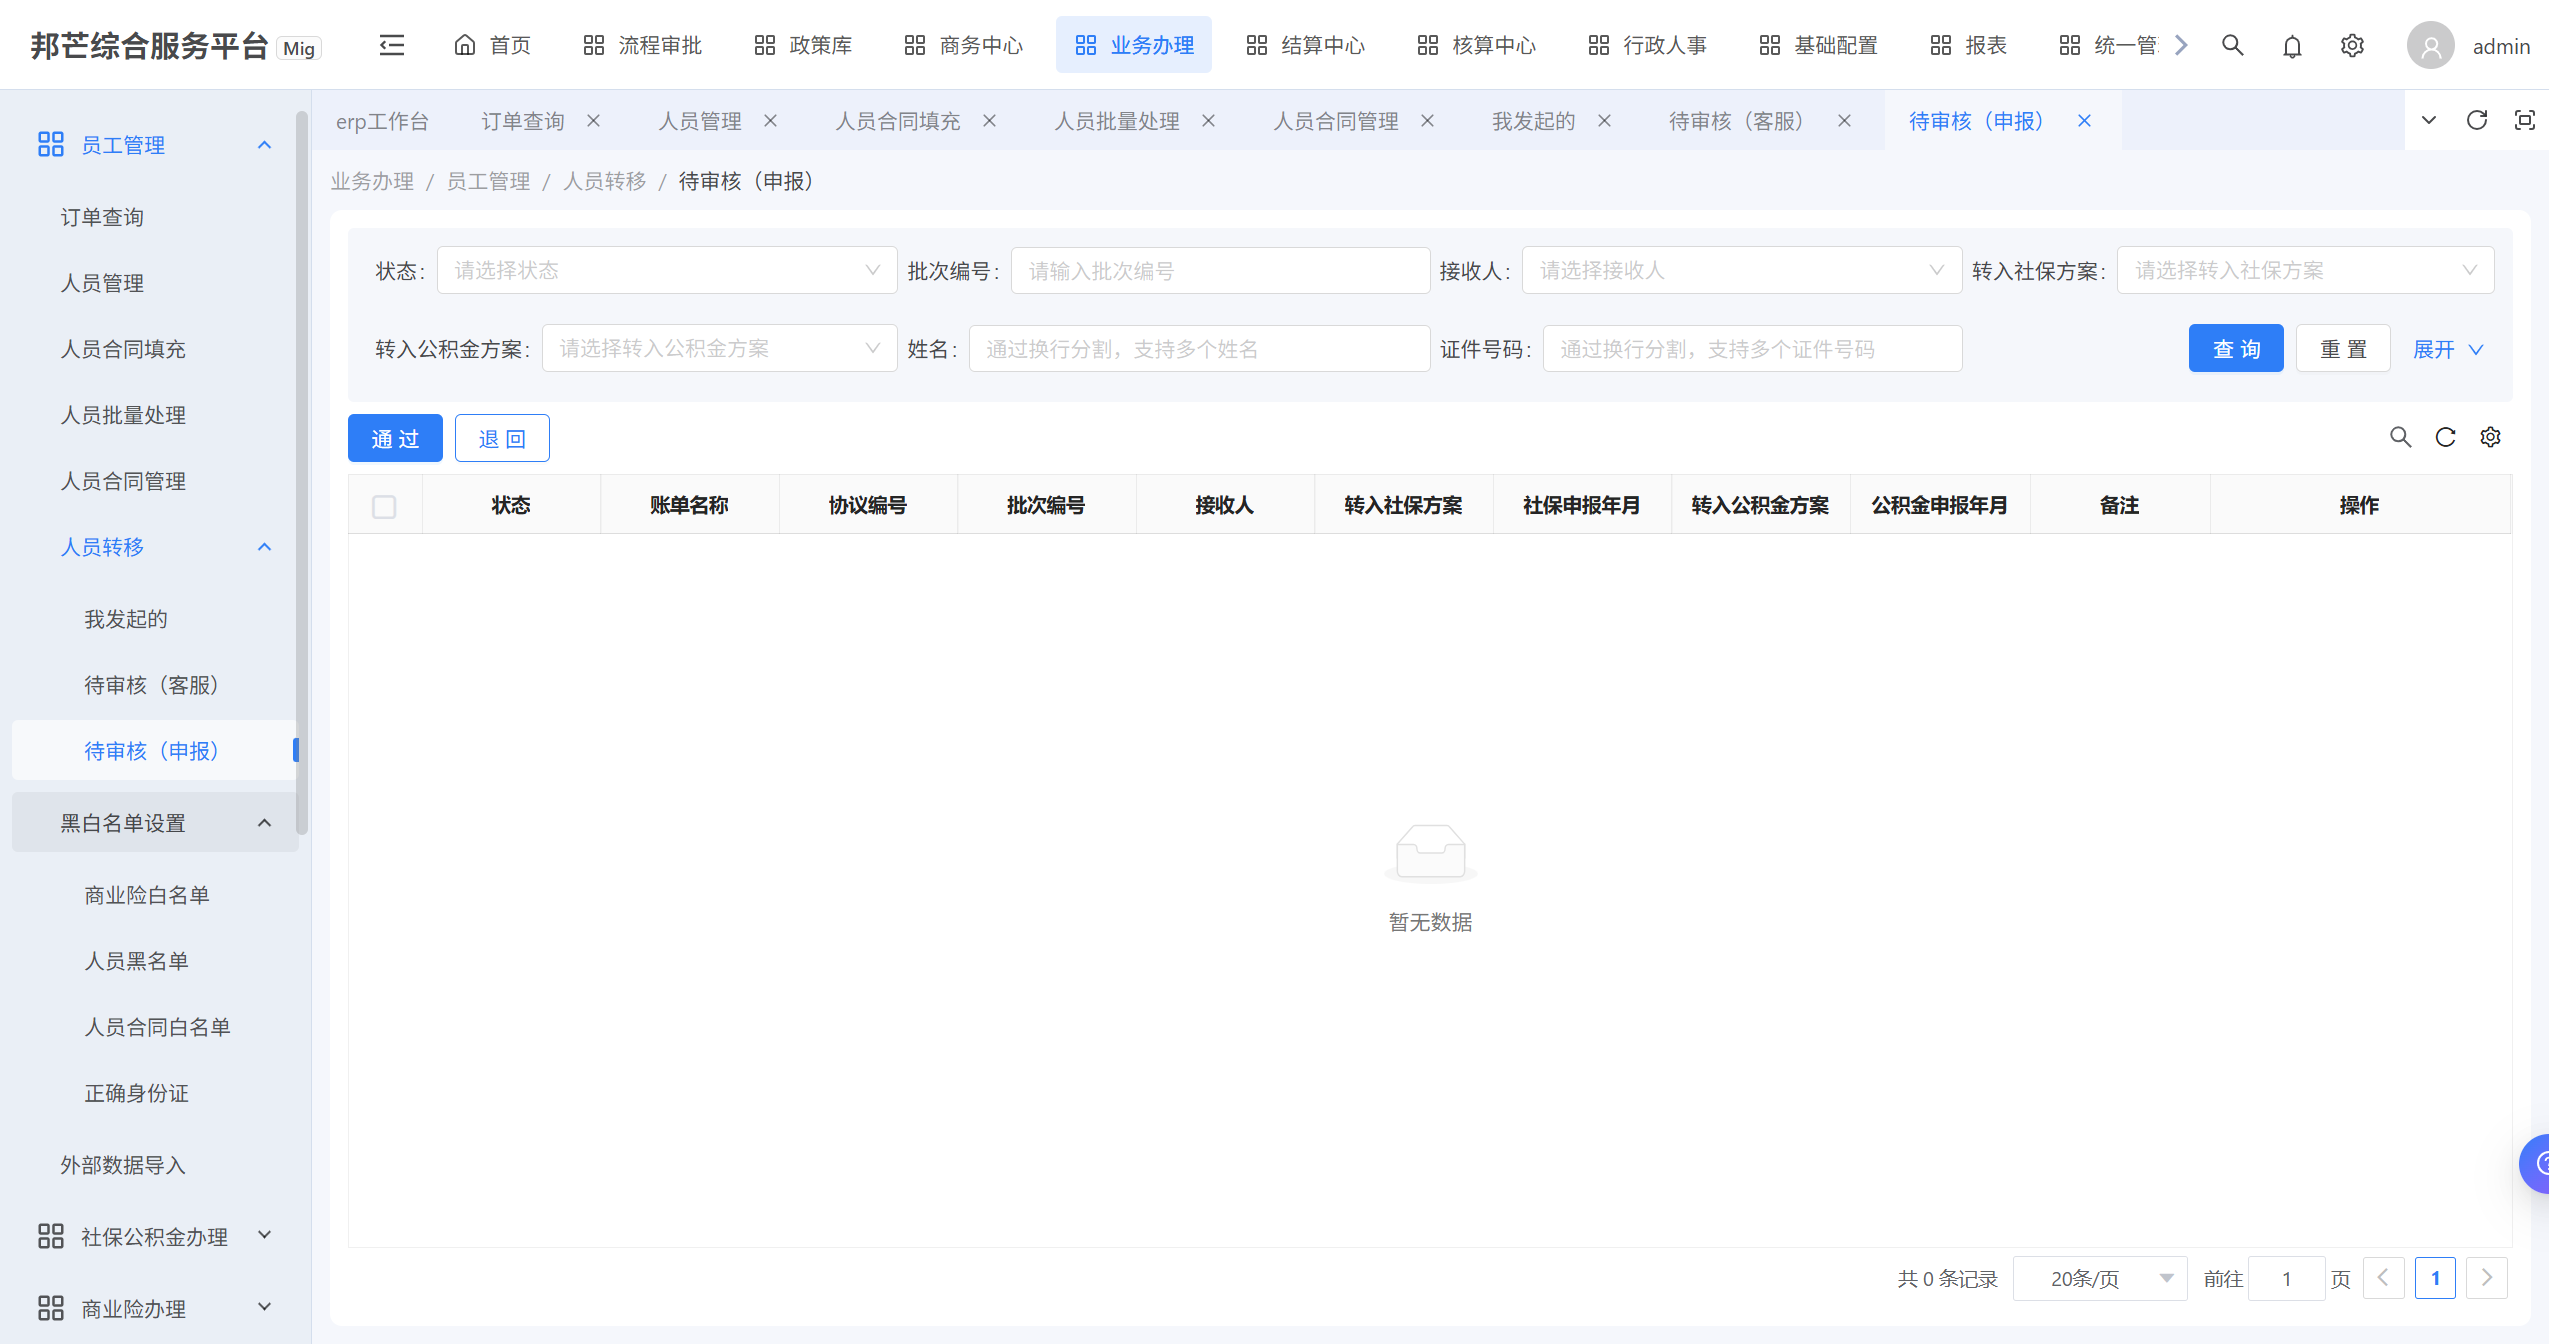 邦芒综合服务平台 Mig
首页 流程审批 政策库 商务中心 业务办理 结算中心 核算中心 行政人事 基础配置 报表 统一管 admin
erp工作台 订单查询 人员管理 人员合同填充 人员批量处理 人员合同管理 我发起的 待审核（客服） 待审核（申报）
业务办理 / 员工管理 / 人员转移 / 待审核（申报）
员工管理
订单查询
人员管理
人员合同填充
人员批量处理
人员合同管理
人员转移
我发起的
待审核（客服）
待审核（申报）
黑白名单设置
商业险白名单
人员黑名单
人员合同白名单
正确身份证
外部数据导入
社保公积金办理
商业险办理
状态: 请选择状态 批次编号: 请输入批次编号 接收人: 请选择接收人 转入社保方案: 请选择转入社保方案
转入公积金方案: 请选择转入公积金方案 姓名: 通过换行分割，支持多个姓名 证件号码: 通过换行分割，支持多个证件号码 查 询 重 置 展开
通 过 退 回
状态 账单名称 协议编号 批次编号 接收人 转入社保方案 社保申报年月 转入公积金方案 公积金申报年月 备注 操作
暂无数据
共 0 条记录 20条/页 前往 1 页 1